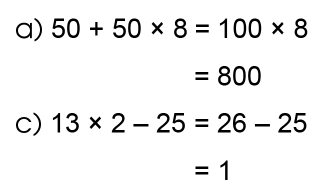 a) 50 + 50 × 8 = 100 × 8
= 800
c) 13 × 2 – 25 = 26 – 25
= 1